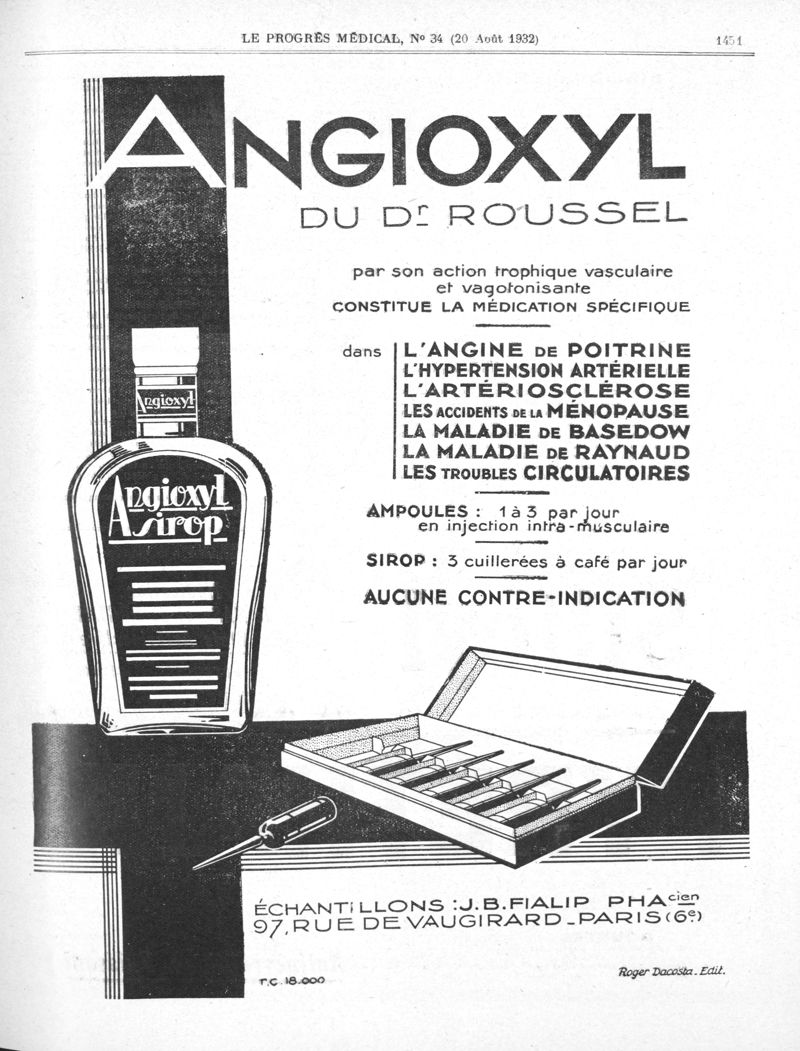 LE PROGRÈS MÉDICAL, Nº 34 (20 Août 1932) 1451
ANGIOXYL
DU Dr ROUSSEL
par son action trophique vasculaire
et vagotonisante
CONSTITUE LA MÉDICATION SPÉCIFIQUE
dans L'ANGINE DE POITRINE
L'HYPERTENSION ARTÉRIELLE
L'ARTÉRIOSCLÉROSE
LES ACCIDENTS DE LA MÉNOPAUSE
LA MALADIE DE BASEDOW
LA MALADIE DE RAYNAUD
LES TROUBLES CIRCULATOIRES
Angioxyl
Angioxyl
sirop
AMPOULES : 1 à 3 par jour
en injection intra-musculaire
SIROP : 3 cuillerées à café par jour
AUCUNE CONTRE-INDICATION
ÉCHANTILLONS : J.B. FIALIP PHAcien
97, RUE DE VAUGIRARD _ PARIS (6e)
T.C. 18.000
Roger Dacosta. Edit.